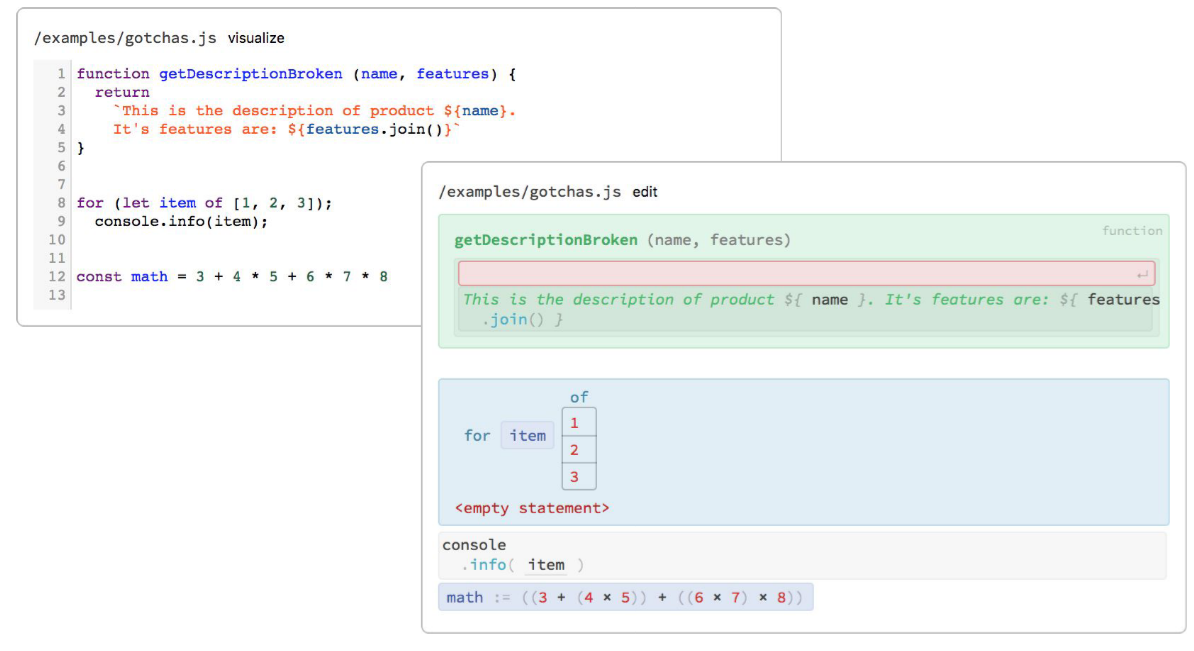 /examples/gotchas.js visualize
1 function getDescriptionBroken (name, features) {
2   return
3     `This is the description of product ${name}.
4     It's features are: ${features.join()}`
5 }
6
7
8 for (let item of [1, 2, 3]);
9   console.info(item);
10
11
12 const math = 3 + 4 * 5 + 6 * 7 * 8
13
/examples/gotchas.js edit
function
getDescriptionBroken (name, features)
↵
This is the description of product ${ name }. It's features are: ${ features
.join() }
of
1
for item
2
3
<empty statement>
console
.info( item )
math := ((3 + (4 × 5)) + ((6 × 7) × 8))